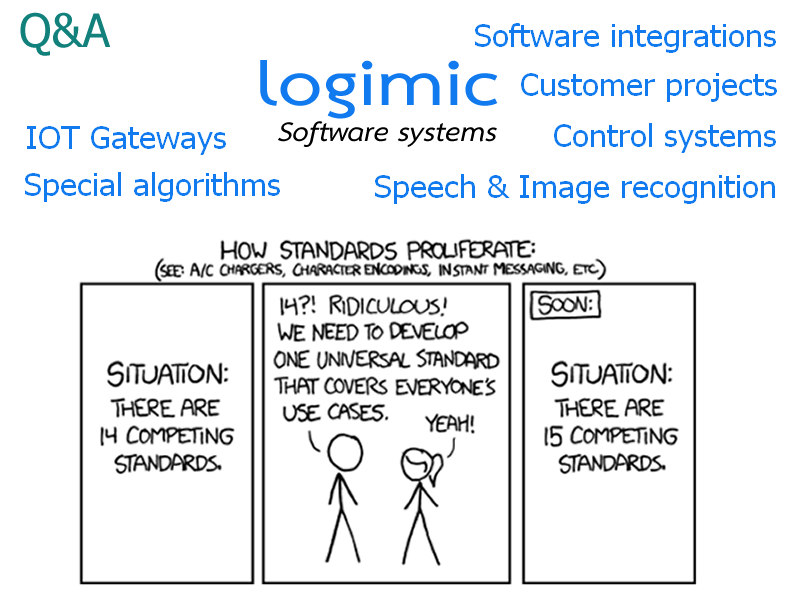 Q&A
Software integrations
logimic
Customer projects
Software systems
IOT Gateways
Control systems
Special algorithms
Speech & Image recognition
HOW STANDARDS PROLIFERATE:
(SEE: A/C CHARGERS, CHARACTER ENCODINGS, INSTANT MESSAGING, ETC)
SITUATION:
THERE ARE
14 COMPETING
STANDARDS.
14?! RIDICULOUS!
WE NEED TO DEVELOP
ONE UNIVERSAL STANDARD
THAT COVERS EVERYONE'S
USE CASES.
YEAH!
SOON:
SITUATION:
THERE ARE
15 COMPETING
STANDARDS.